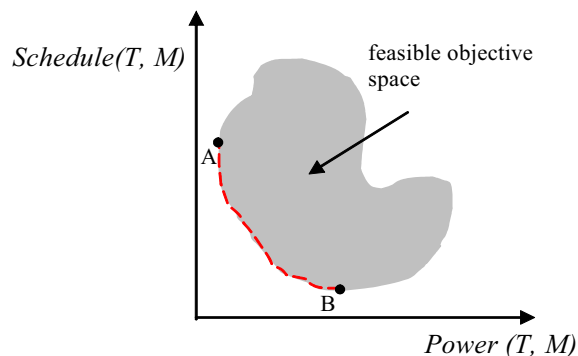 Schedule(T, M)
feasible objective
space
A
B
Power (T, M)